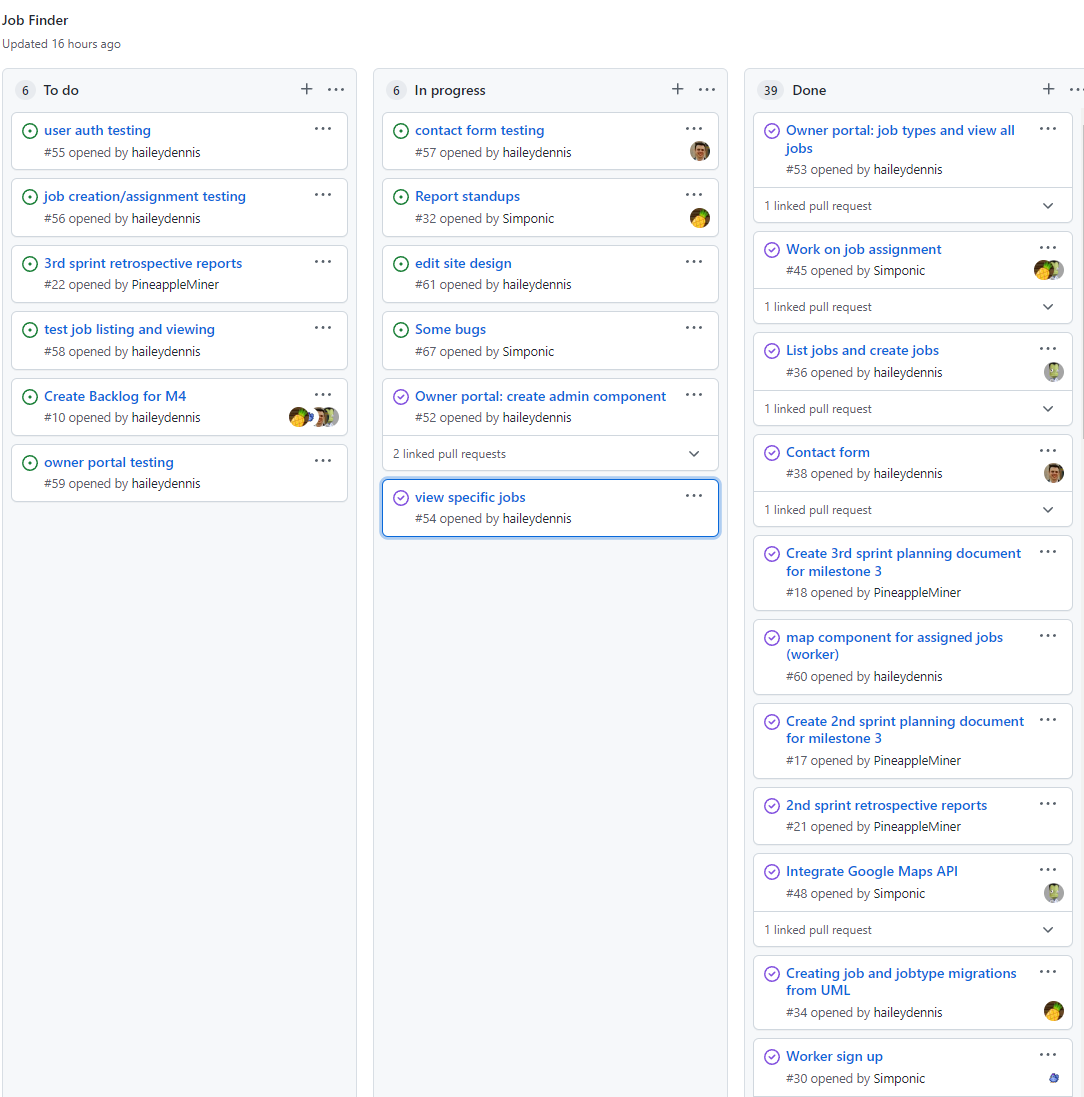 Job Finder
Updated 16 hours ago
6 To do
user auth testing
#55 opened by haileydennis
job creation/assignment testing
#56 opened by haileydennis
3rd sprint retrospective reports
#22 opened by PineappleMiner
test job listing and viewing
#58 opened by haileydennis
Create Backlog for M4
#10 opened by haileydennis
owner portal testing
#59 opened by haileydennis
6 In progress
contact form testing
#57 opened by haileydennis
Report standups
#32 opened by Simponic
edit site design
#61 opened by haileydennis
Some bugs
#67 opened by Simponic
Owner portal: create admin component
#52 opened by haileydennis
2 linked pull requests
view specific jobs
#54 opened by haileydennis
39 Done
Owner portal: job types and view all
jobs
#53 opened by haileydennis
1 linked pull request
Work on job assignment
#45 opened by Simponic
1 linked pull request
List jobs and create jobs
#36 opened by haileydennis
1 linked pull request
Contact form
#38 opened by haileydennis
1 linked pull request
Create 3rd sprint planning document
for milestone 3
#18 opened by PineappleMiner
map component for assigned jobs
(worker)
#60 opened by haileydennis
Create 2nd sprint planning document
for milestone 3
#17 opened by PineappleMiner
2nd sprint retrospective reports
#21 opened by PineappleMiner
Integrate Google Maps API
#48 opened by Simponic
1 linked pull request
Creating job and jobtype migrations
from UML
#34 opened by haileydennis
Worker sign up
#30 opened by Simponic